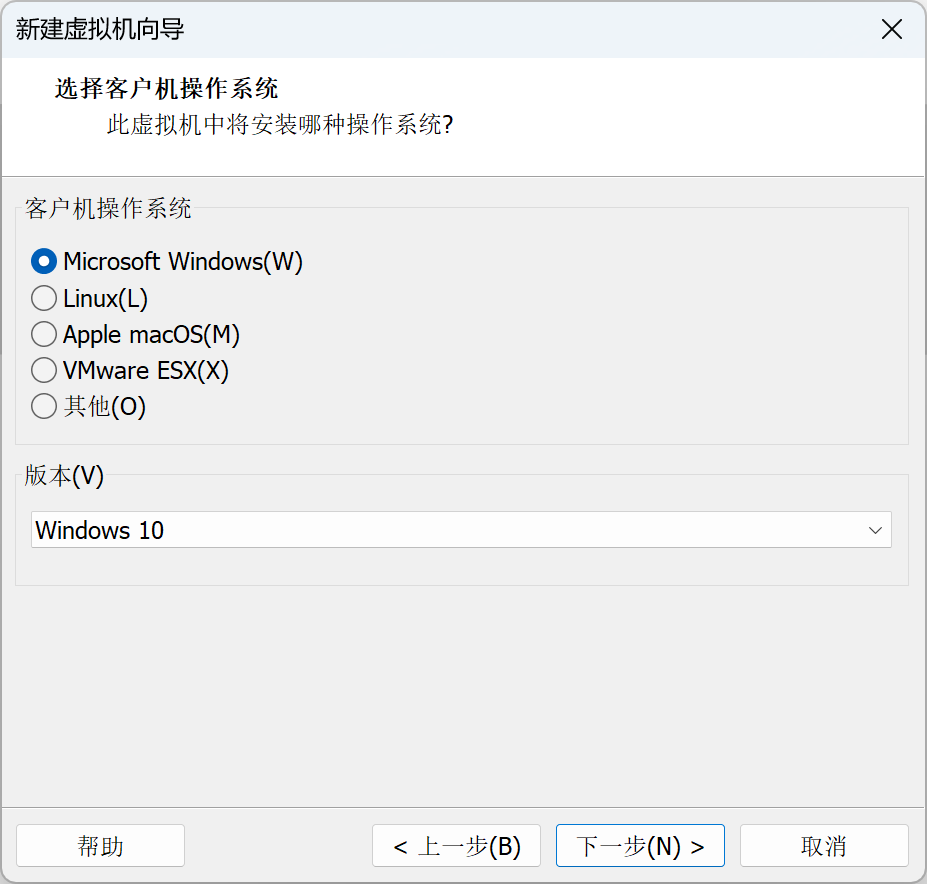 新建虚拟机向导
选择客户机操作系统
此虚拟机中将安装哪种操作系统?
客户机操作系统
Microsoft Windows(W)
Linux(L)
Apple macOS(M)
VMware ESX(X)
其他(O)
版本(V)
Windows 10
帮助
< 上一步(B)
下一步(N) >
取消